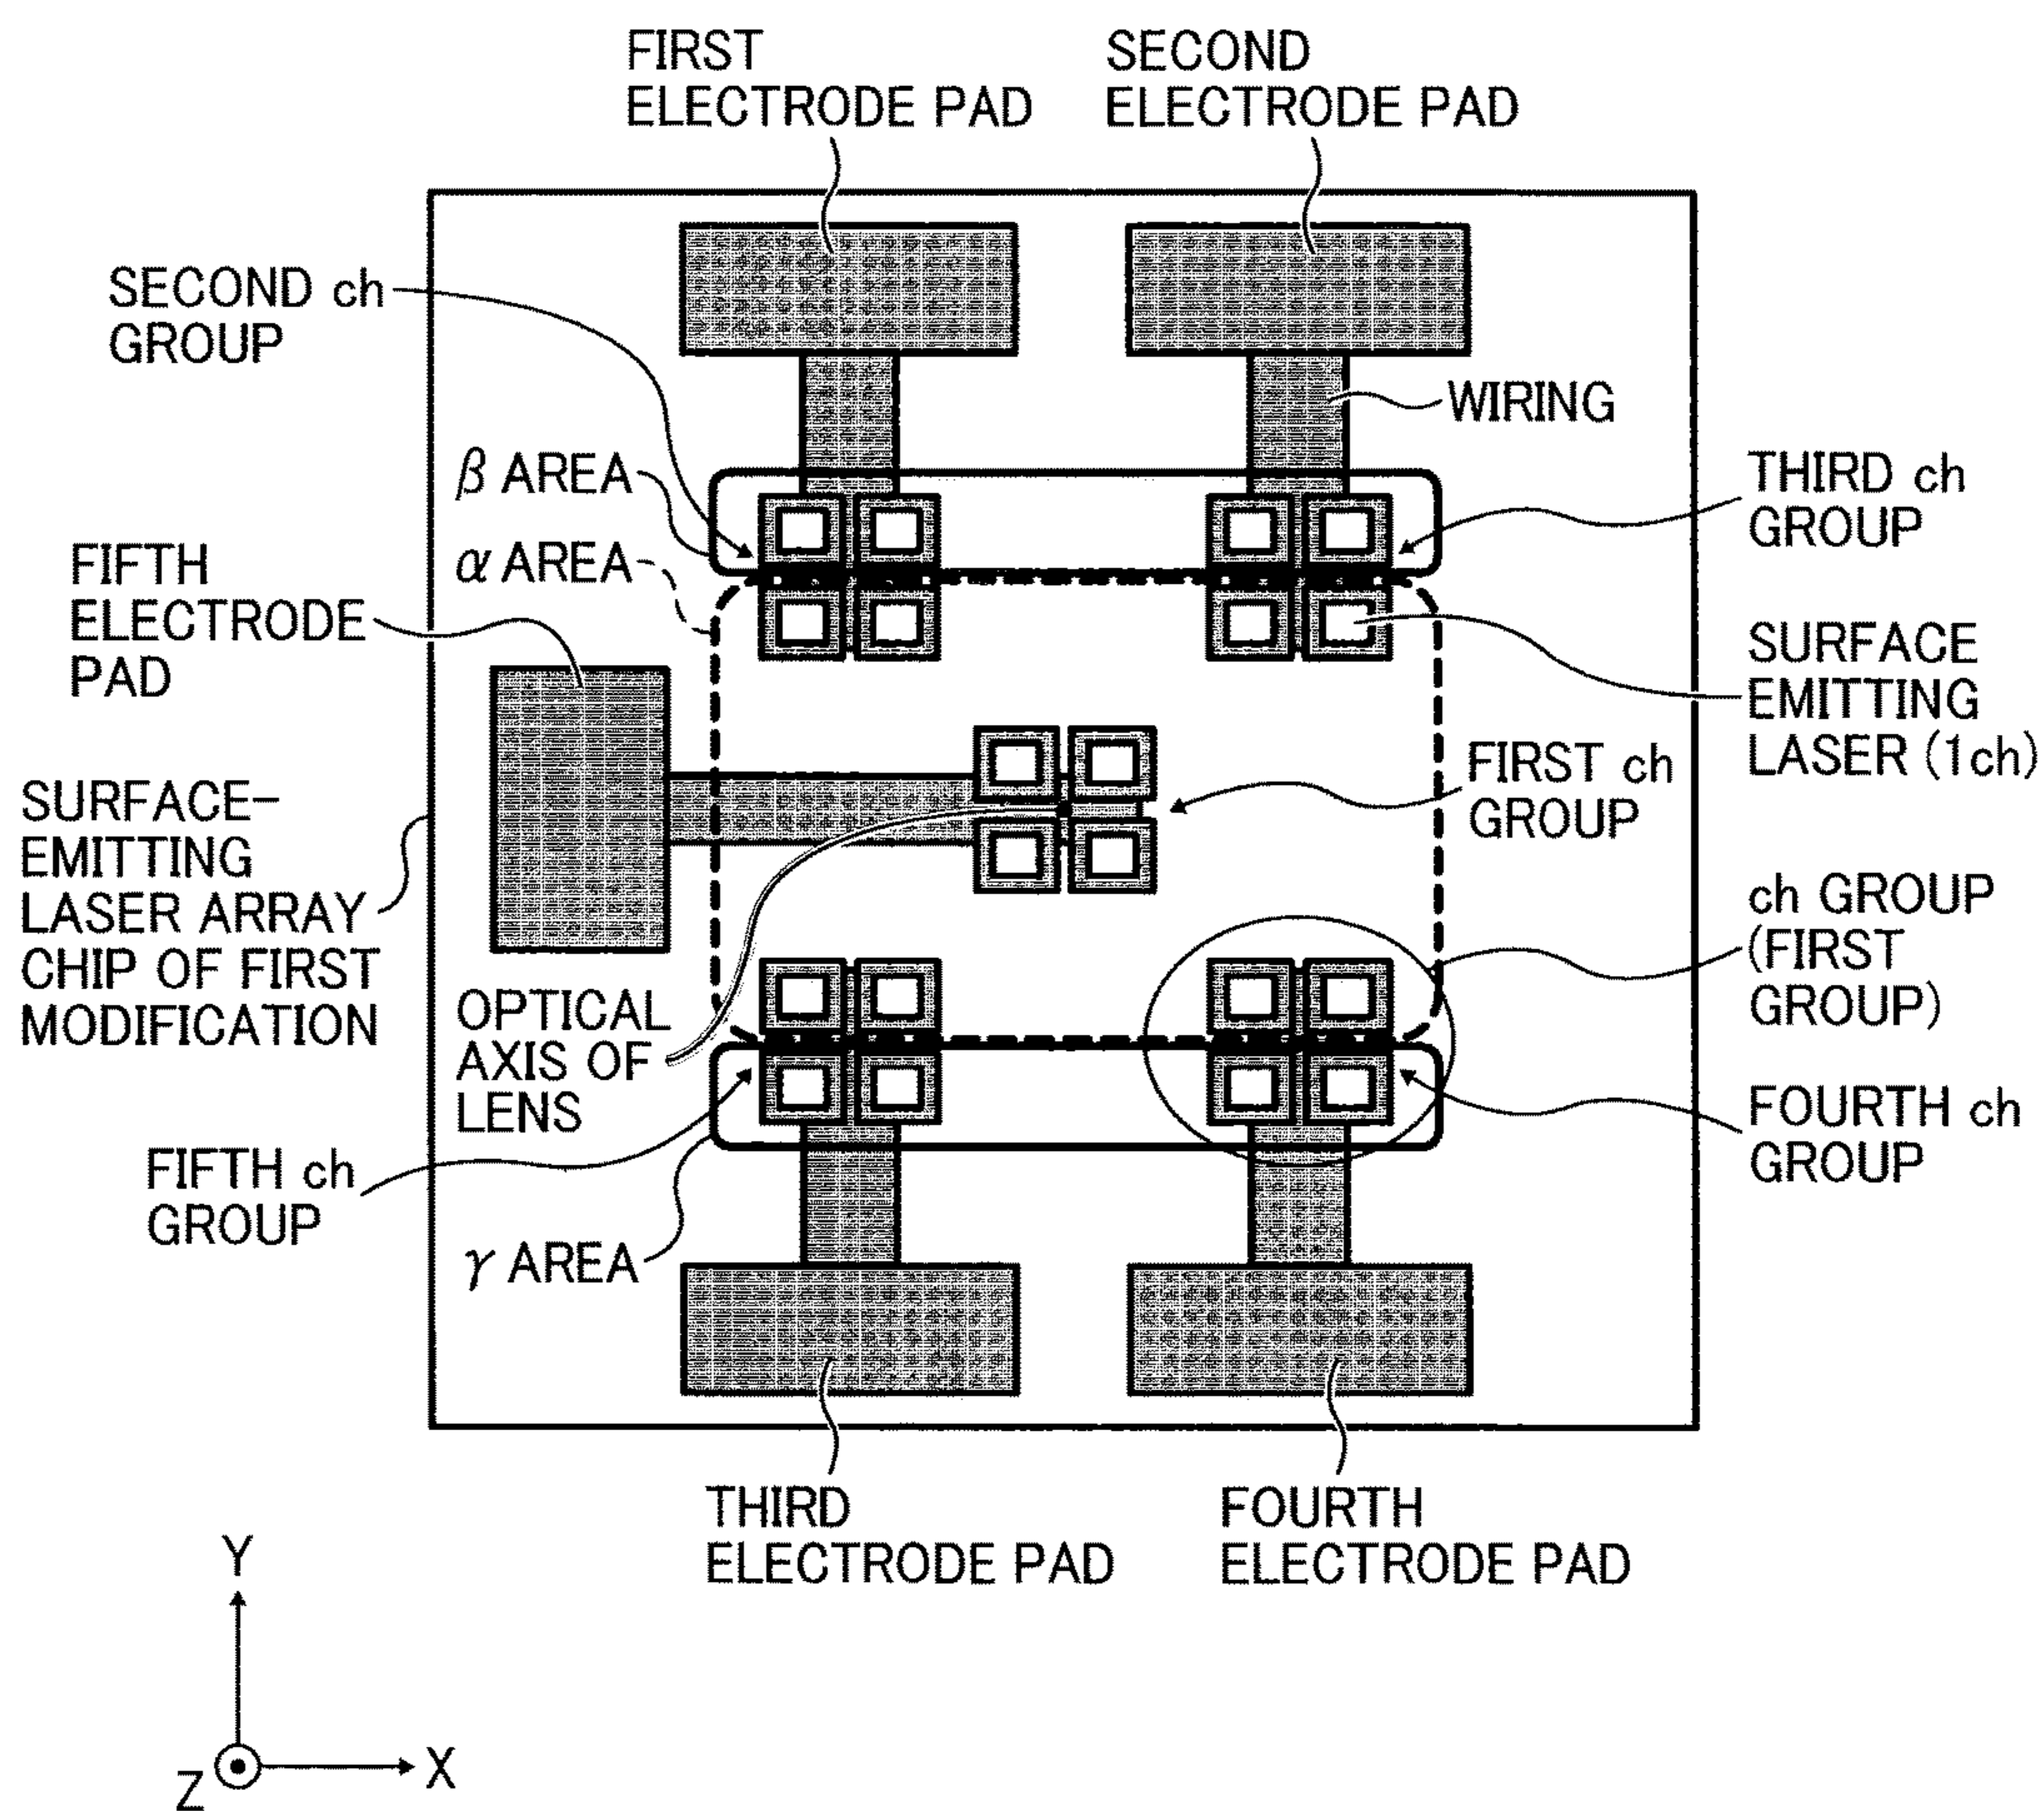 FIRST
ELECTRODE PAD
SECOND
ELECTRODE PAD
SECOND ch
GROUP
WIRING
β AREA
α AREA
THIRD ch
GROUP
FIFTH
ELECTRODE
PAD
SURFACE
EMITTING
LASER (1ch)
FIRST ch
GROUP
SURFACE-
EMITTING
LASER ARRAY
CHIP OF FIRST
MODIFICATION
ch GROUP
(FIRST
GROUP)
OPTICAL
AXIS OF
LENS
FOURTH ch
GROUP
FIFTH ch
GROUP
γ AREA
THIRD
ELECTRODE PAD
FOURTH
ELECTRODE PAD
Y
Z
X